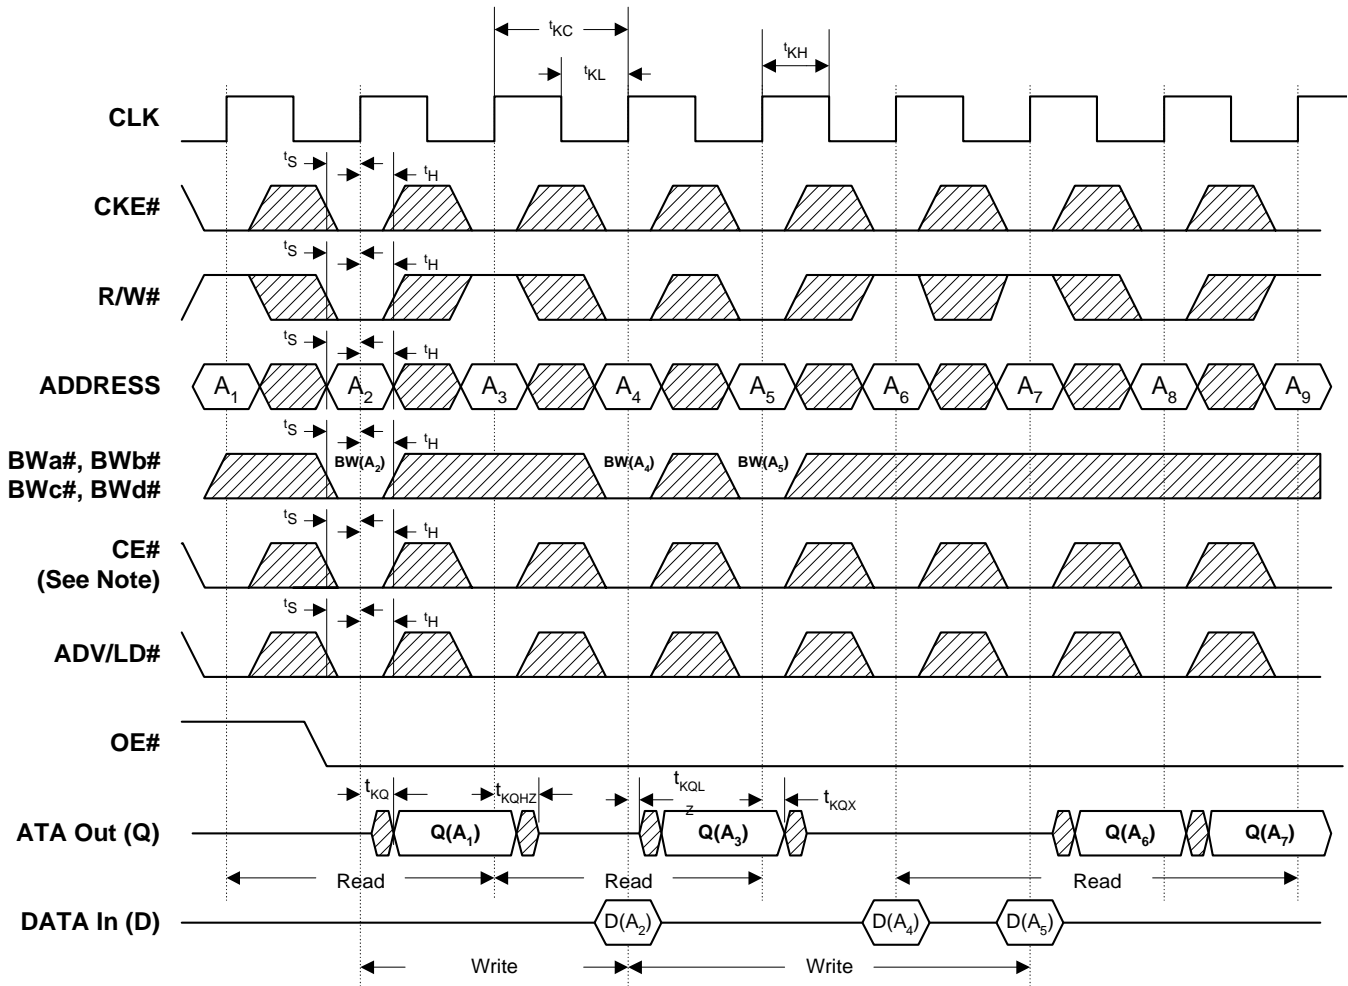 tKC
tKL
tKH
CLK
tS
tH
CKE#
tS
tH
R/W#
tS
tH
ADDRESS
A1 A2 A3 A4 A5 A6 A7 A8 A9
tS
tH
BWa#, BWb#
BWc#, BWd#
BW(A2) BW(A4) BW(A5)
tS
tH
CE#
(See Note)
tS
tH
ADV/LD#
OE#
tKQ
tKQHZ
tKQL
Z
tKQX
ATA Out (Q)
Q(A1) Q(A3) Q(A6) Q(A7)
Read Read Read
DATA In (D)
D(A2) D(A4) D(A5)
Write Write